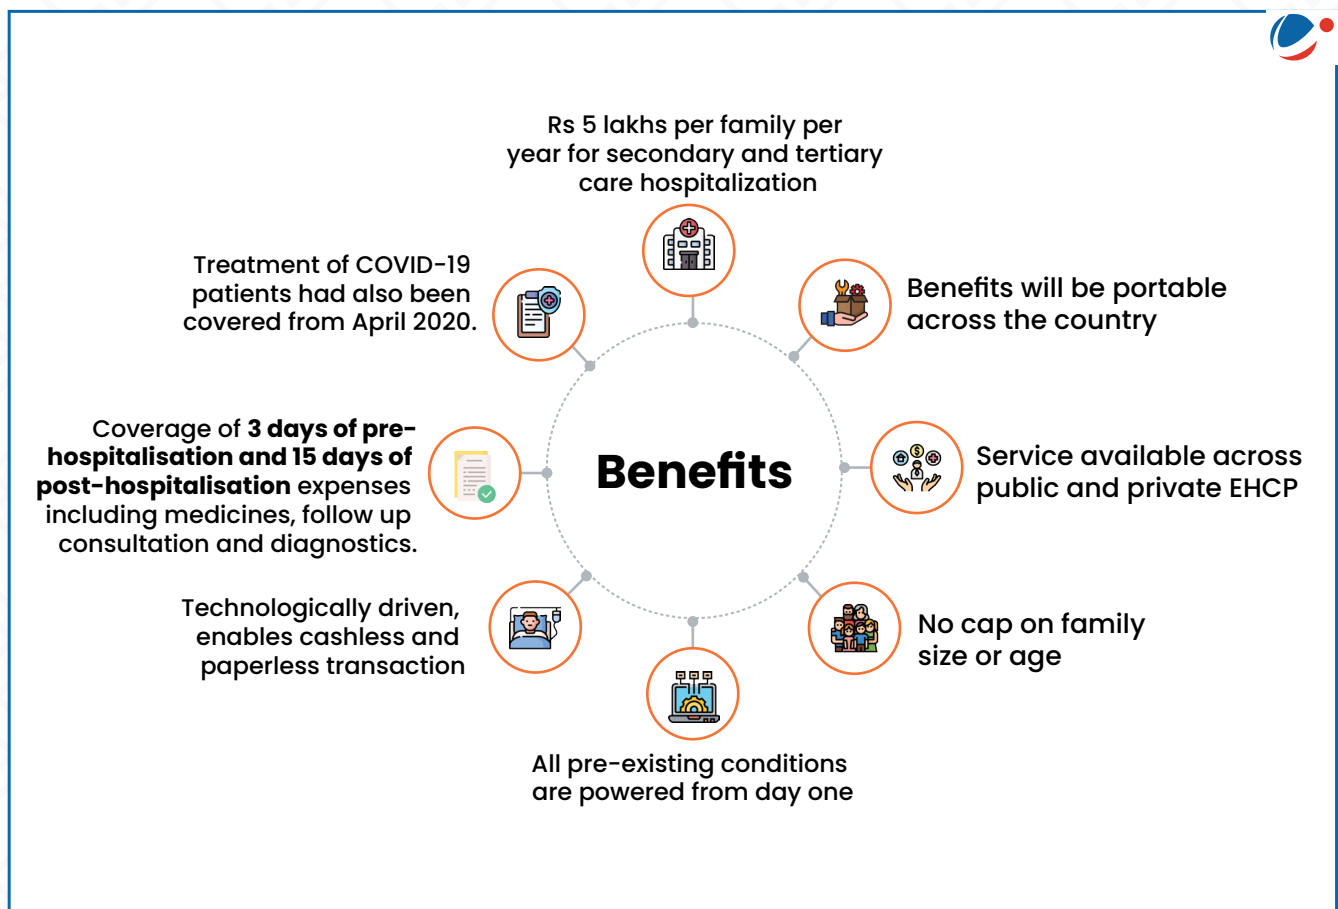 Rs 5 lakhs per family per
year for secondary and tertiary
care hospitalization
Benefits will be portable
across the country
Service available across
public and private EHCP
No cap on family
size or age
All pre-existing conditions
are powered from day one
Technologically driven,
enables cashless and
paperless transaction
Coverage of 3 days of pre-
hospitalisation and 15 days of
post-hospitalisation expenses
including medicines, follow up
consultation and diagnostics.
Treatment of COVID-19
patients had also been
covered from April 2020.
Benefits